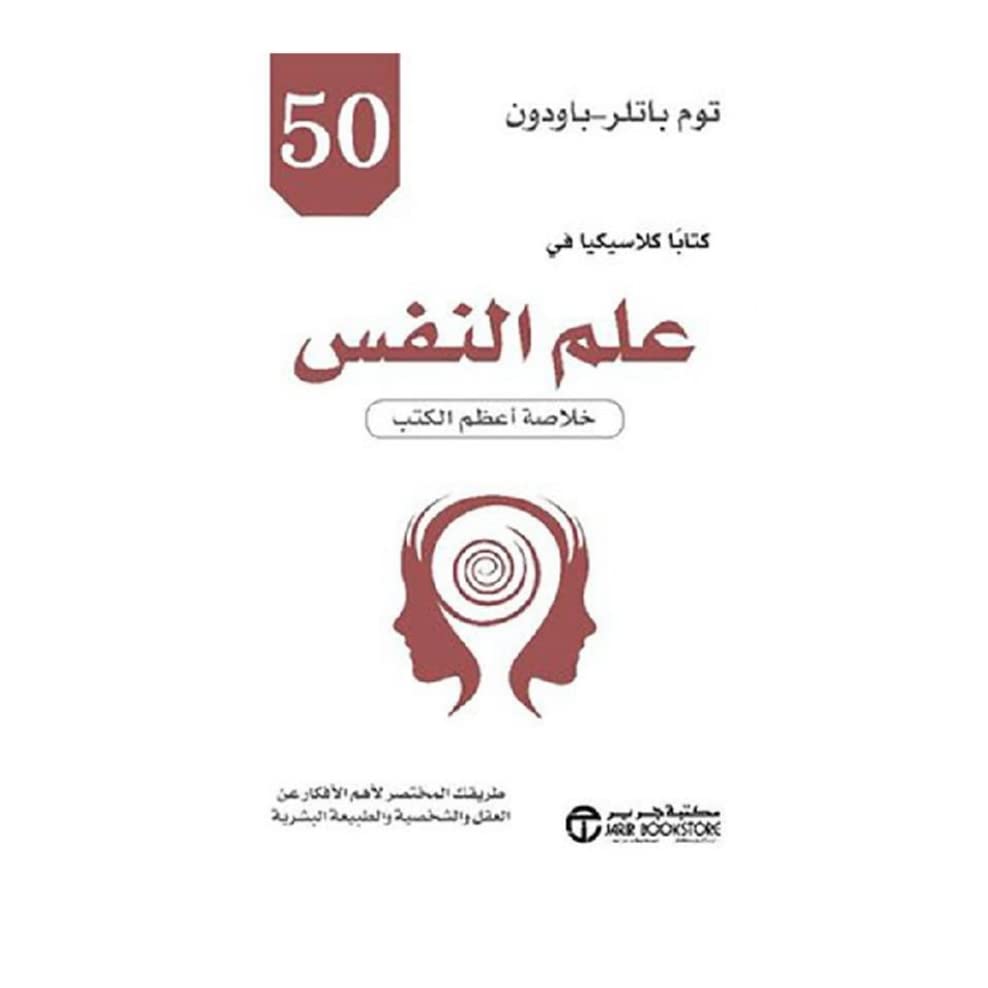 توم باتلر-باودون
50
كتابًا كلاسيكيا في
علم النفس
خلاصة أعظم الكتب
طريقك المختصر لأهم الأفكار عن
العقل والشخصية والطبيعة البشرية
مكتبة جرير
JARIR BOOKSTORE